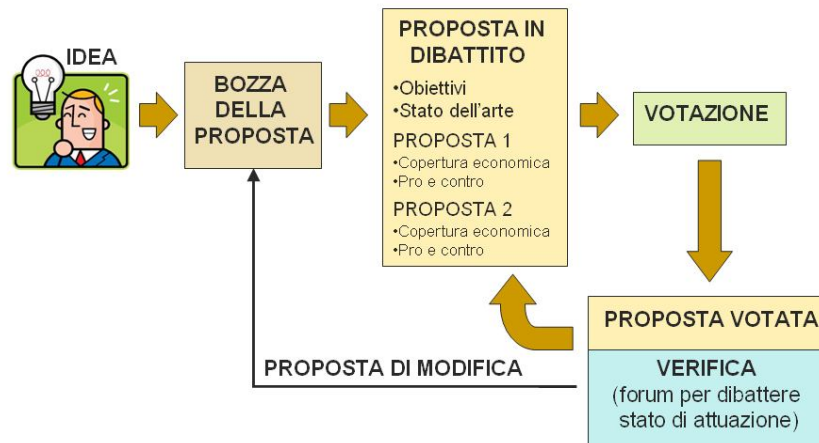 IDEA
BOZZA
DELLA
PROPOSTA
PROPOSTA IN
DIBATTITO
•Obiettivi
•Stato dell'arte
PROPOSTA 1
•Copertura economica
•Pro e contro
PROPOSTA 2
•Copertura economica
•Pro e contro
VOTAZIONE
PROPOSTA VOTATA
VERIFICA
(forum per dibattere
stato di attuazione)
PROPOSTA DI MODIFICA